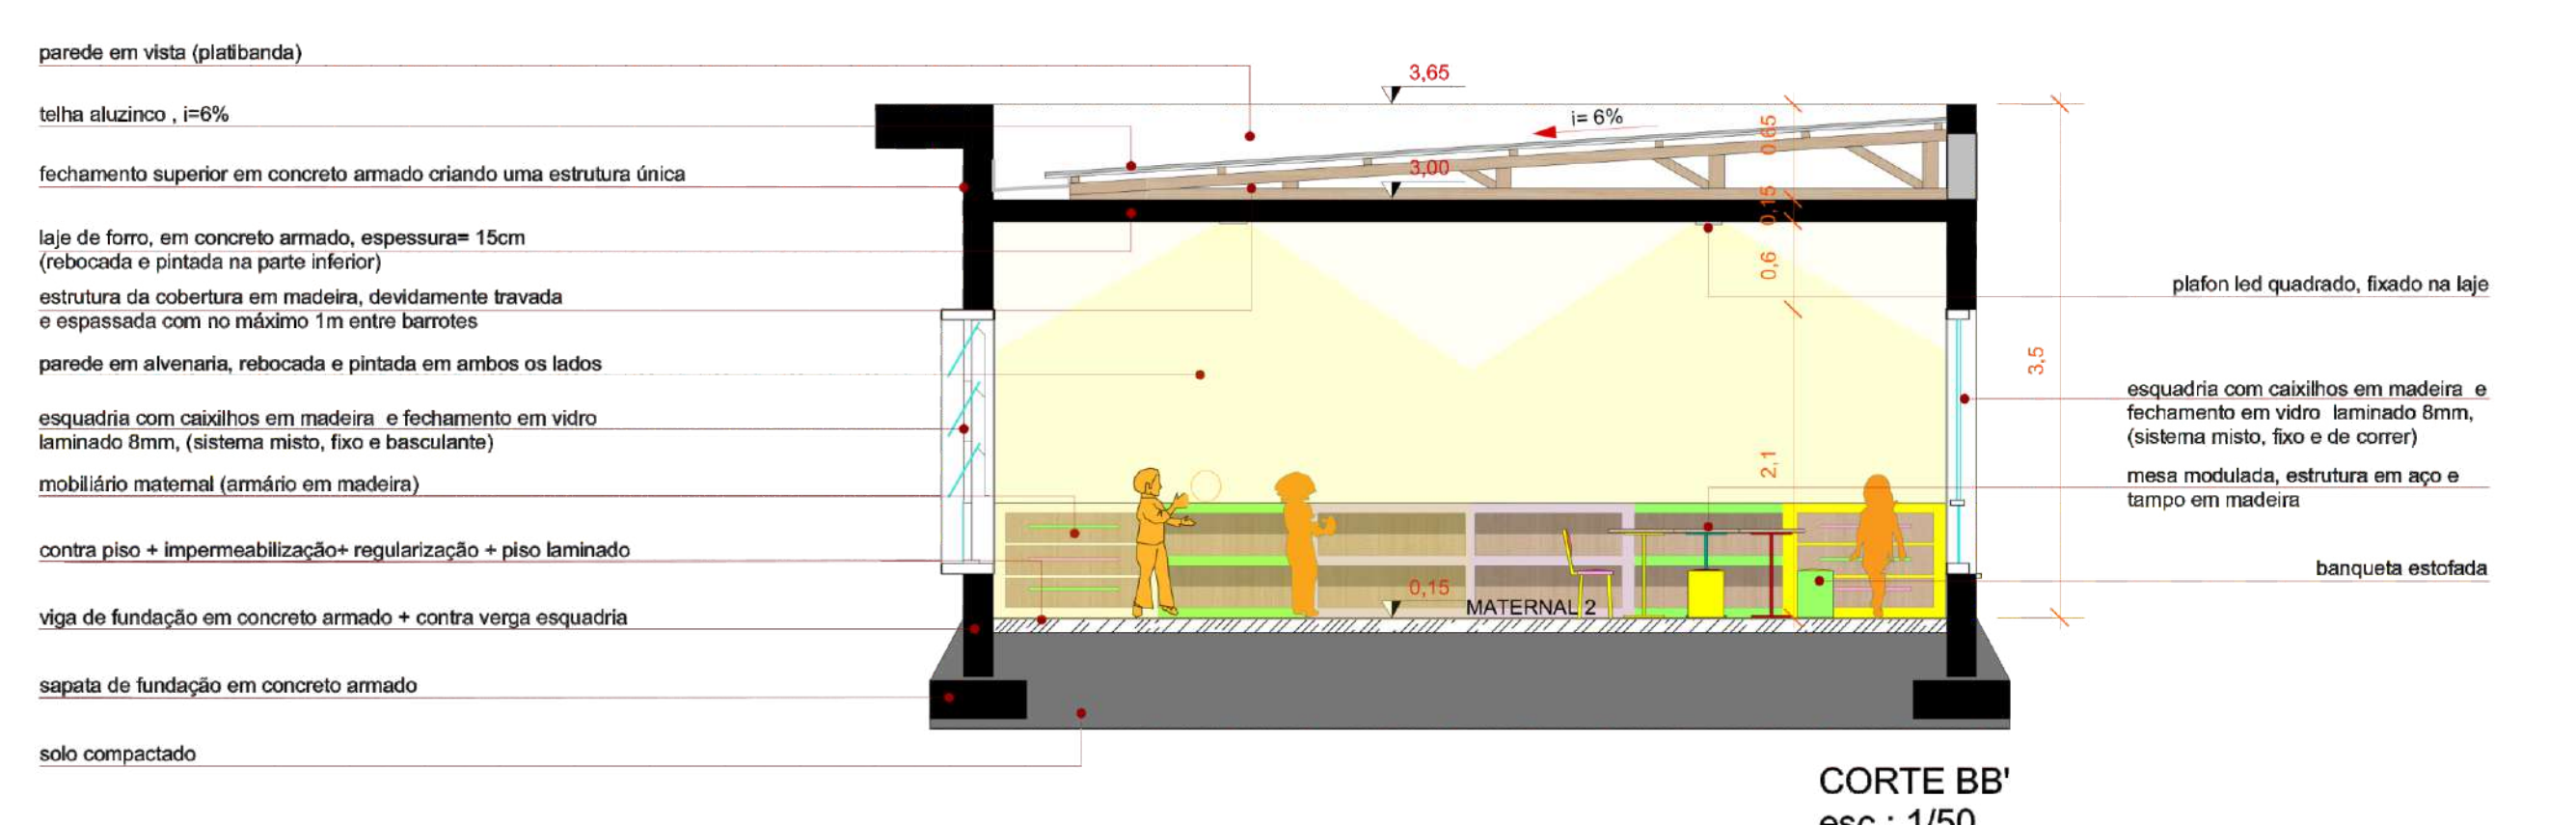 parede em vista (platibanda)
telha aluzinco , i=6%
fechamento superior em concreto armado criando uma estrutura única
laje de forro, em concreto armado, espessura= 15cm
(rebocada e pintada na parte inferior)
estrutura da cobertura em madeira, devidamente travada
e espassada com no máximo 1m entre barrotes
parede em alvenaria, rebocada e pintada em ambos os lados
esquadria com caixilhos em madeira e fechamento em vidro
laminado 8mm, (sistema misto, fixo e basculante)
mobiliário maternal (armário em madeira)
contra piso + impermeabilização+ regularização + piso laminado
viga de fundação em concreto armado + contra verga esquadria
sapata de fundação em concreto armado
solo compactado
3,65
i= 6%
3,00
0,65
0,15
0,6
2,1
3,5
0,15
MATERNAL 2
plafon led quadrado, fixado na laje
esquadria com caixilhos em madeira e
fechamento em vidro laminado 8mm,
(sistema misto, fixo e de correr)
mesa modulada, estrutura em aço e
tampo em madeira
banqueta estofada
CORTE BB'
esc.: 1/50